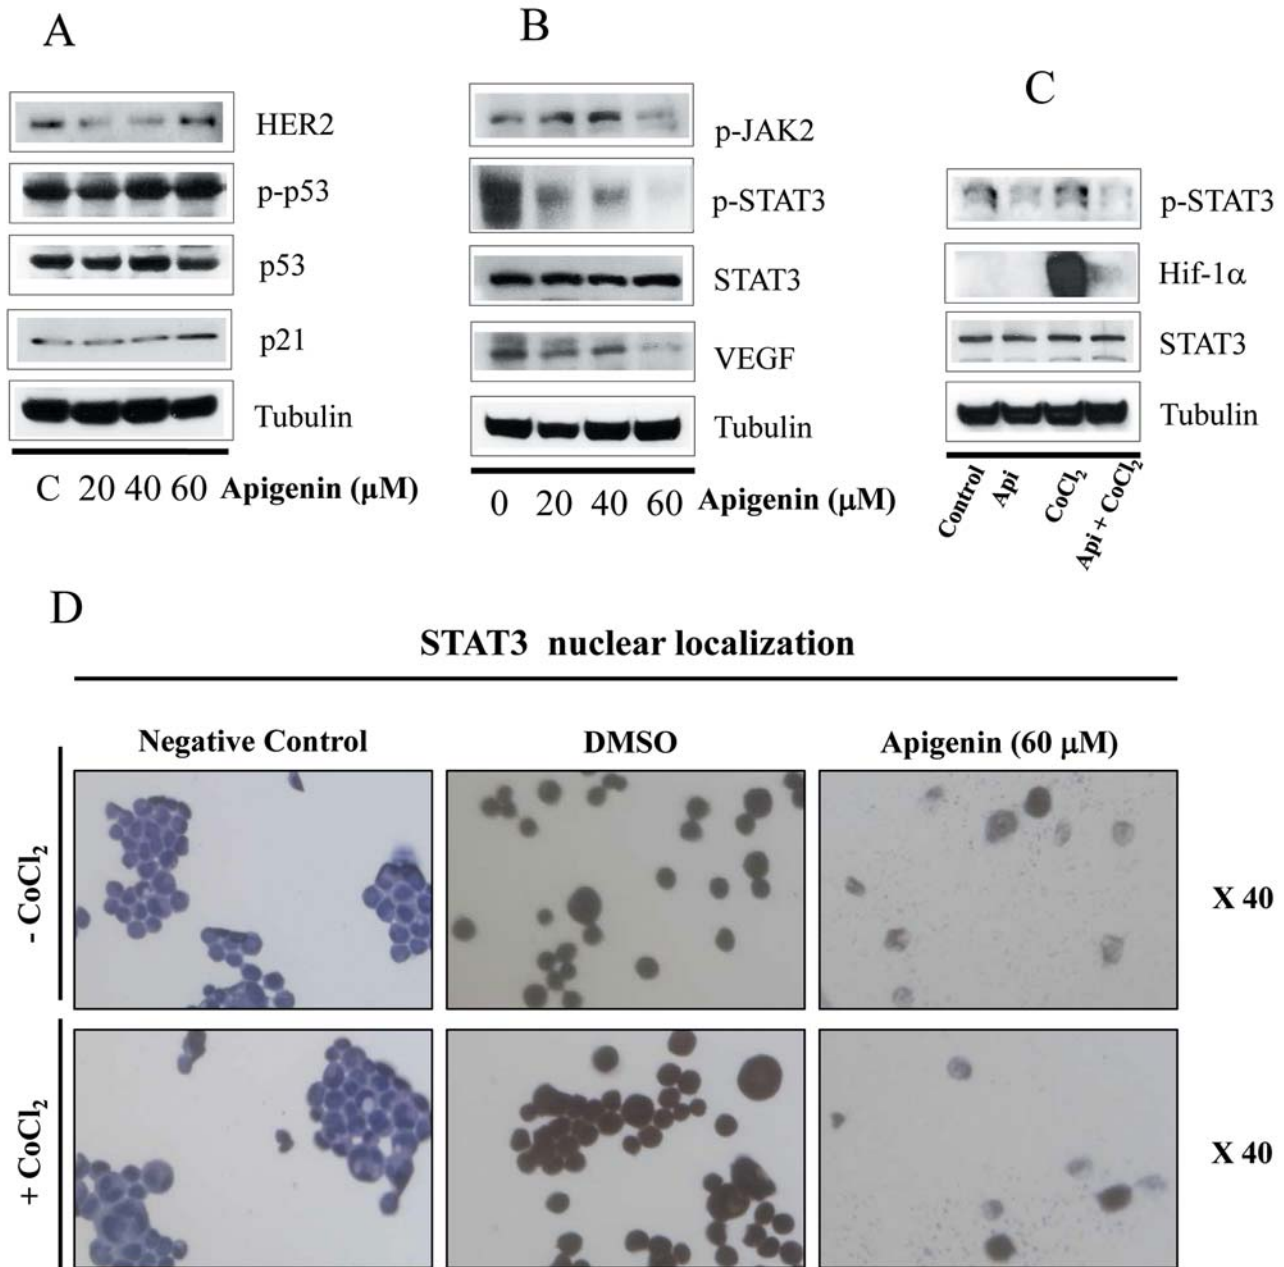 A
HER2
p-p53
p53
p21
Tubulin
C 20 40 60 Apigenin (μM)
B
p-JAK2
p-STAT3
STAT3
VEGF
Tubulin
0 20 40 60 Apigenin (μM)
C
p-STAT3
Hif-1α
STAT3
Tubulin
Control
Api
CoCl₂
Api + CoCl₂
D
STAT3 nuclear localization
Negative Control DMSO Apigenin (60 μM)
- CoCl₂
X 40
+ CoCl₂
X 40